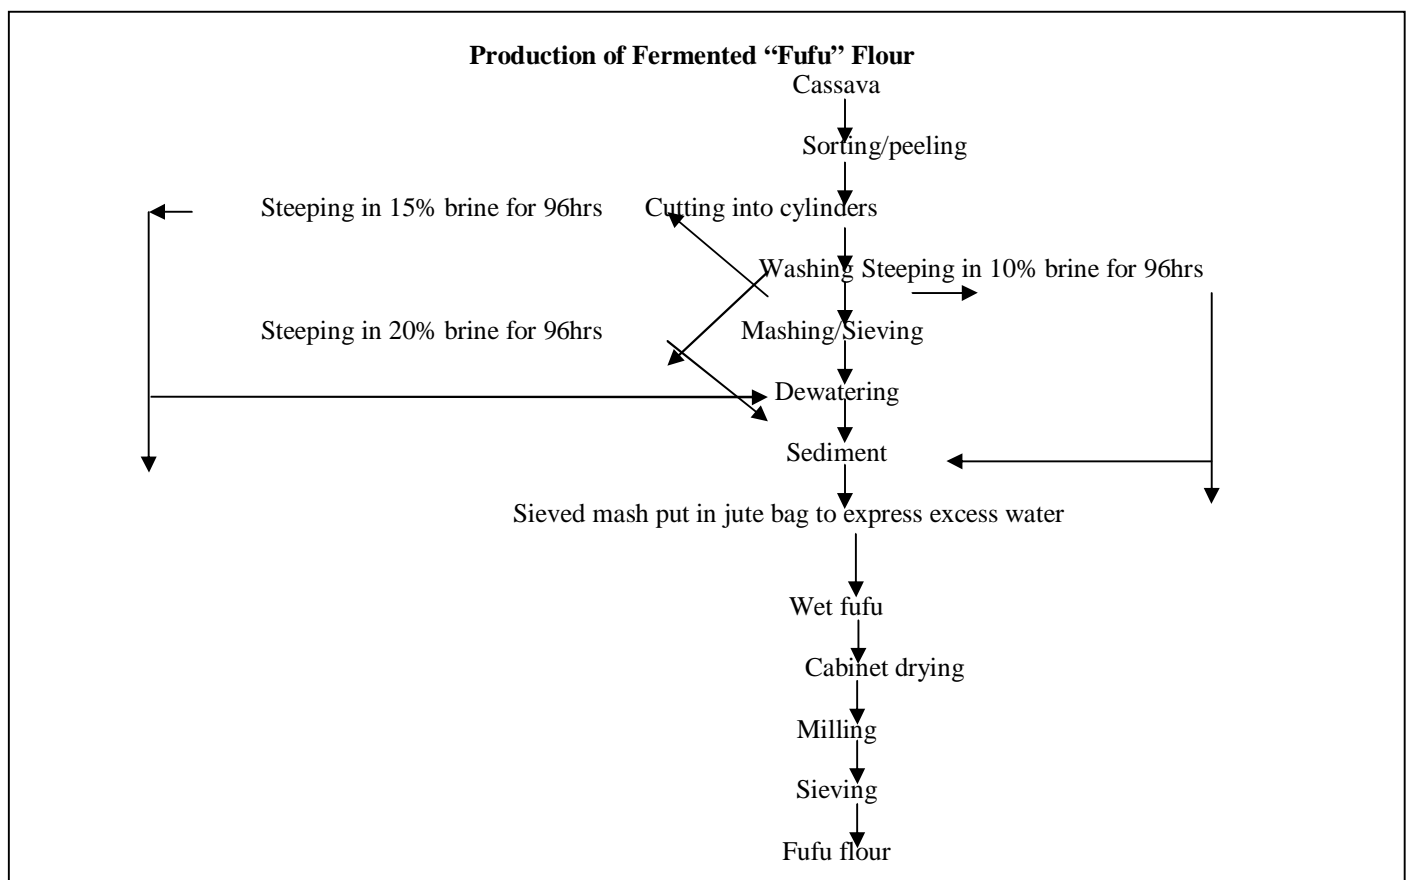 Production of Fermented “Fufu” Flour
Cassava
Sorting/peeling
Steeping in 15% brine for 96hrs Cutting into cylinders
Washing Steeping in 10% brine for 96hrs
Steeping in 20% brine for 96hrs Mashing/Sieving
Dewatering
Sediment
Sieved mash put in jute bag to express excess water
Wet fufu
Cabinet drying
Milling
Sieving
Fufu flour